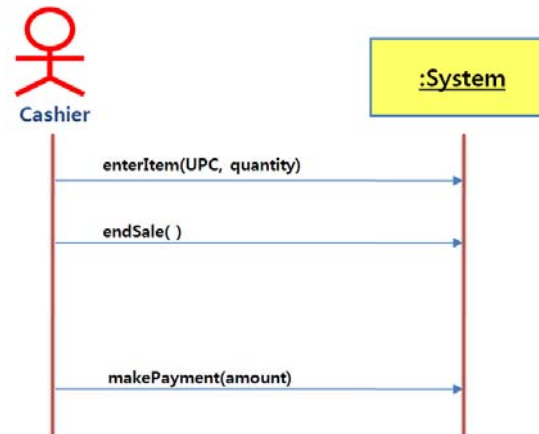 :System
Cashier
enterItem(UPC, quantity)
endSale( )
makePayment(amount)